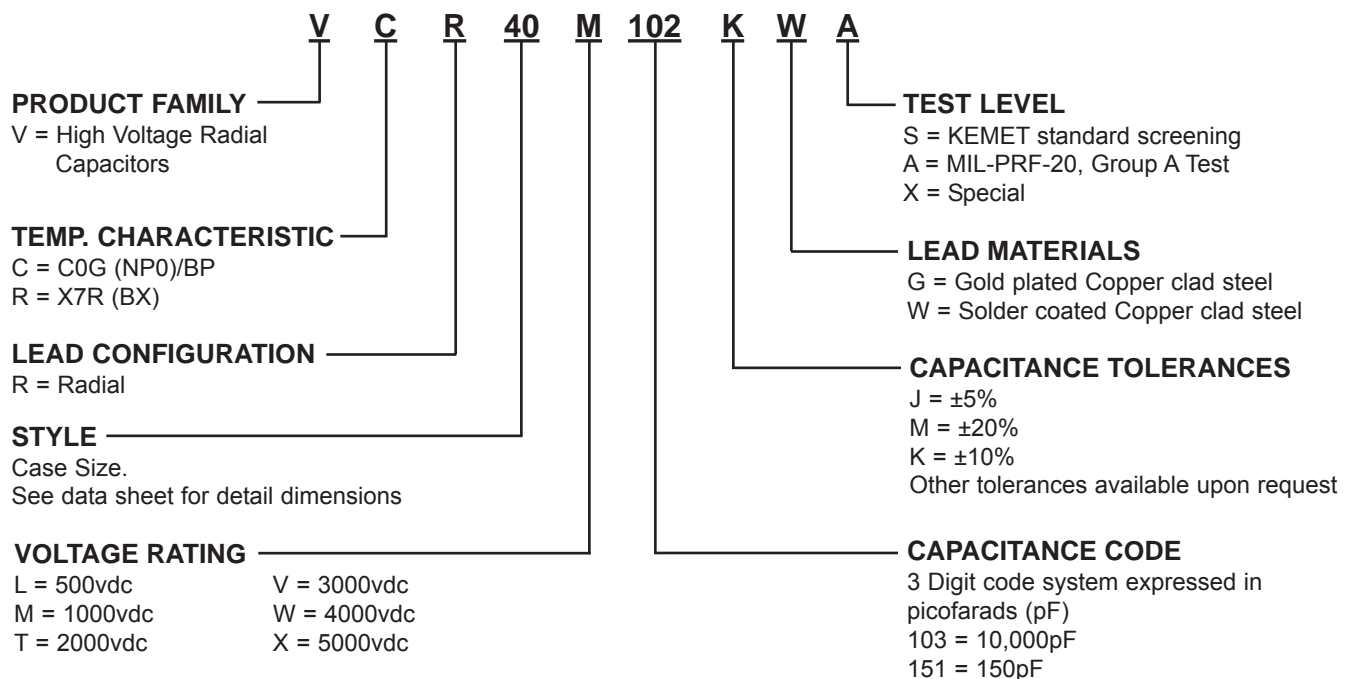 V C R 40 M 102 K W A
PRODUCT FAMILY
V = High Voltage Radial
Capacitors
TEMP. CHARACTERISTIC
C = C0G (NP0)/BP
R = X7R (BX)
LEAD CONFIGURATION
R = Radial
STYLE
Case Size.
See data sheet for detail dimensions
VOLTAGE RATING
L = 500vdc V = 3000vdc
M = 1000vdc W = 4000vdc
T = 2000vdc X = 5000vdc
TEST LEVEL
S = KEMET standard screening
A = MIL-PRF-20, Group A Test
X = Special
LEAD MATERIALS
G = Gold plated Copper clad steel
W = Solder coated Copper clad steel
CAPACITANCE TOLERANCES
J = ±5%
M = ±20%
K = ±10%
Other tolerances available upon request
CAPACITANCE CODE
3 Digit code system expressed in
picofarads (pF)
103 = 10,000pF
151 = 150pF